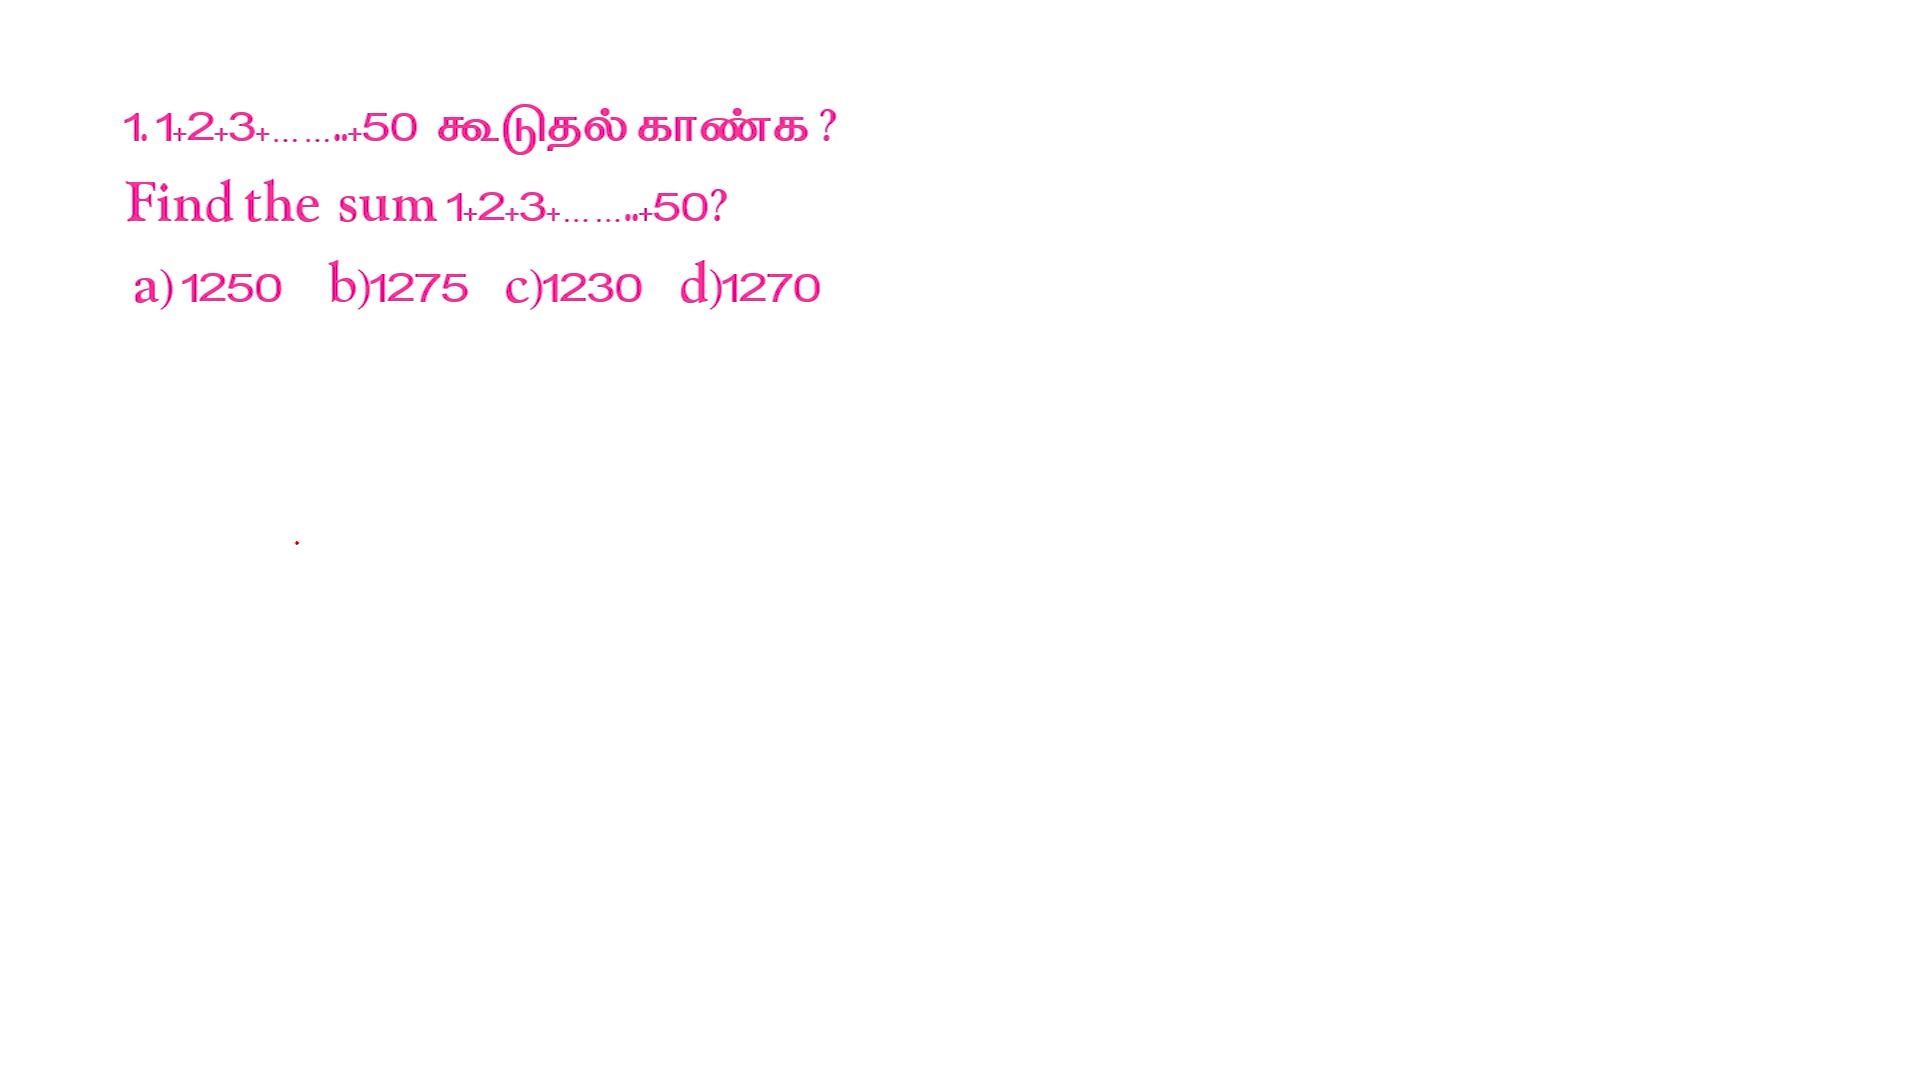 1. 1+2+3+……..+50 கூடுதல் காண்க ?
Find the sum 1+2+3+……..+50?
a) 1250 b)1275 c)1230 d)1270